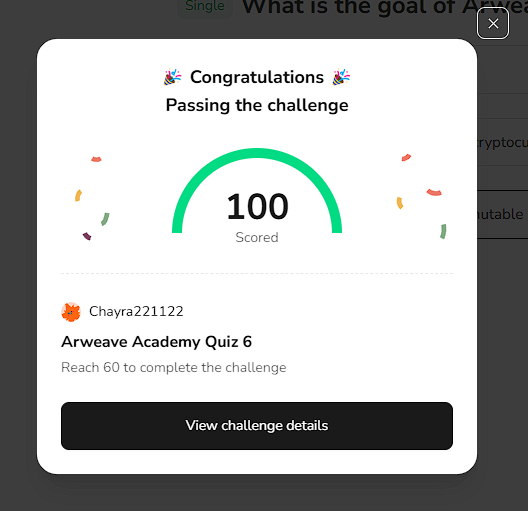 Single What is the goal of Arwea
Congratulations
Passing the challenge
cryptocu
100
Scored
utable
Chayra221122
Arweave Academy Quiz 6
Reach 60 to complete the challenge
View challenge details